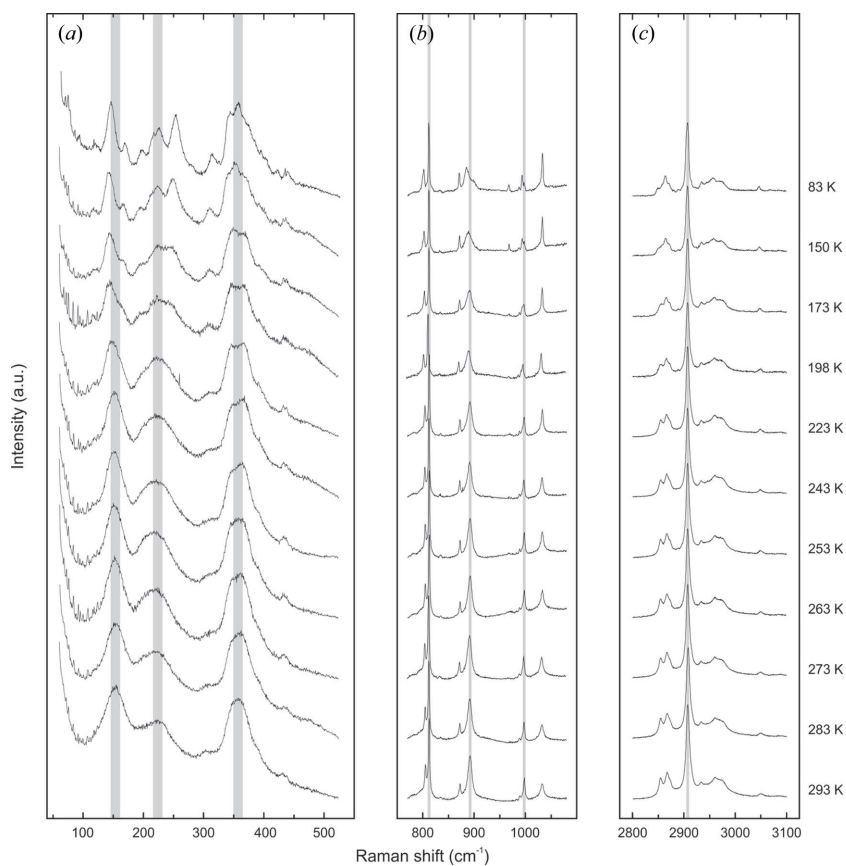 (a) (b) (c)
83 K
150 K
173 K
198 K
223 K
243 K
253 K
263 K
273 K
283 K
293 K
Intensity (a.u.)
100 200 300 400 500 800 900 1000 2800 2900 3000 3100
Raman shift (cm⁻¹)